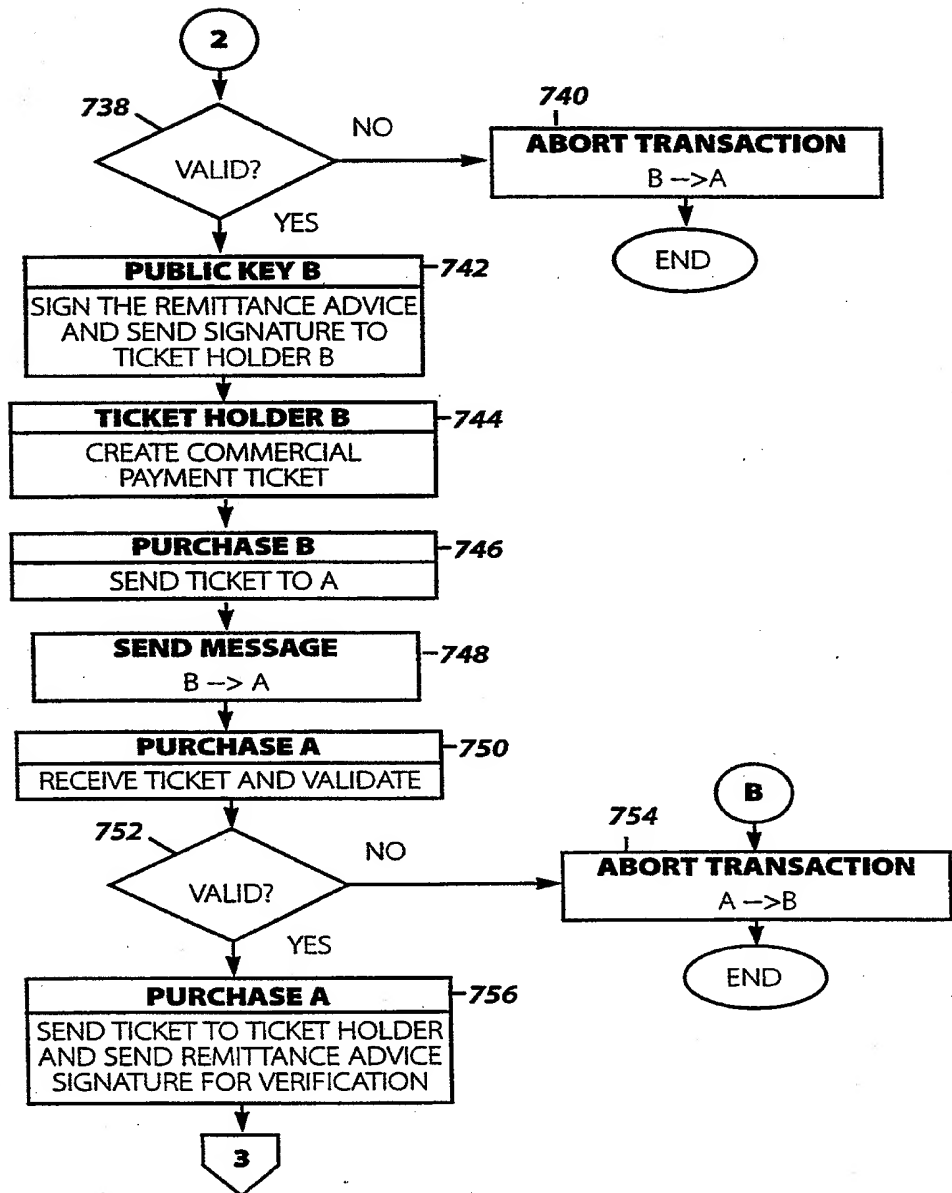 2
738
VALID?
NO
YES
740
ABORT TRANSACTION
B -->A
END
PUBLIC KEY B
742
SIGN THE REMITTANCE ADVICE
AND SEND SIGNATURE TO
TICKET HOLDER B
TICKET HOLDER B
744
CREATE COMMERCIAL
PAYMENT TICKET
PURCHASE B
746
SEND TICKET TO A
SEND MESSAGE
748
B --> A
PURCHASE A
750
RECEIVE TICKET AND VALIDATE
752
VALID?
NO
YES
B
754
ABORT TRANSACTION
A -->B
END
PURCHASE A
756
SEND TICKET TO TICKET HOLDER
AND SEND REMITTANCE ADVICE
SIGNATURE FOR VERIFICATION
3